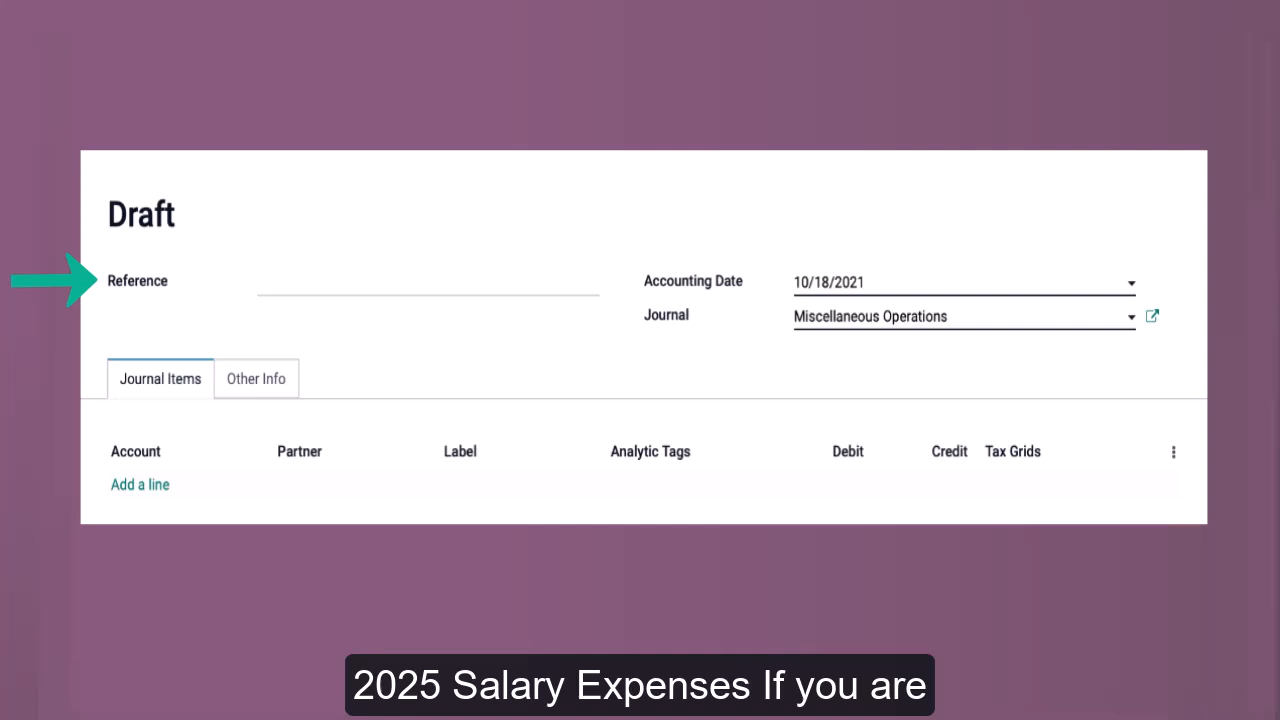 Draft
Reference
Accounting Date 10/18/2021
Journal Miscellaneous Operations
Journal Items Other Info
Account Partner Label Analytic Tags Debit Credit Tax Grids
Add a line
2025 Salary Expenses If you are